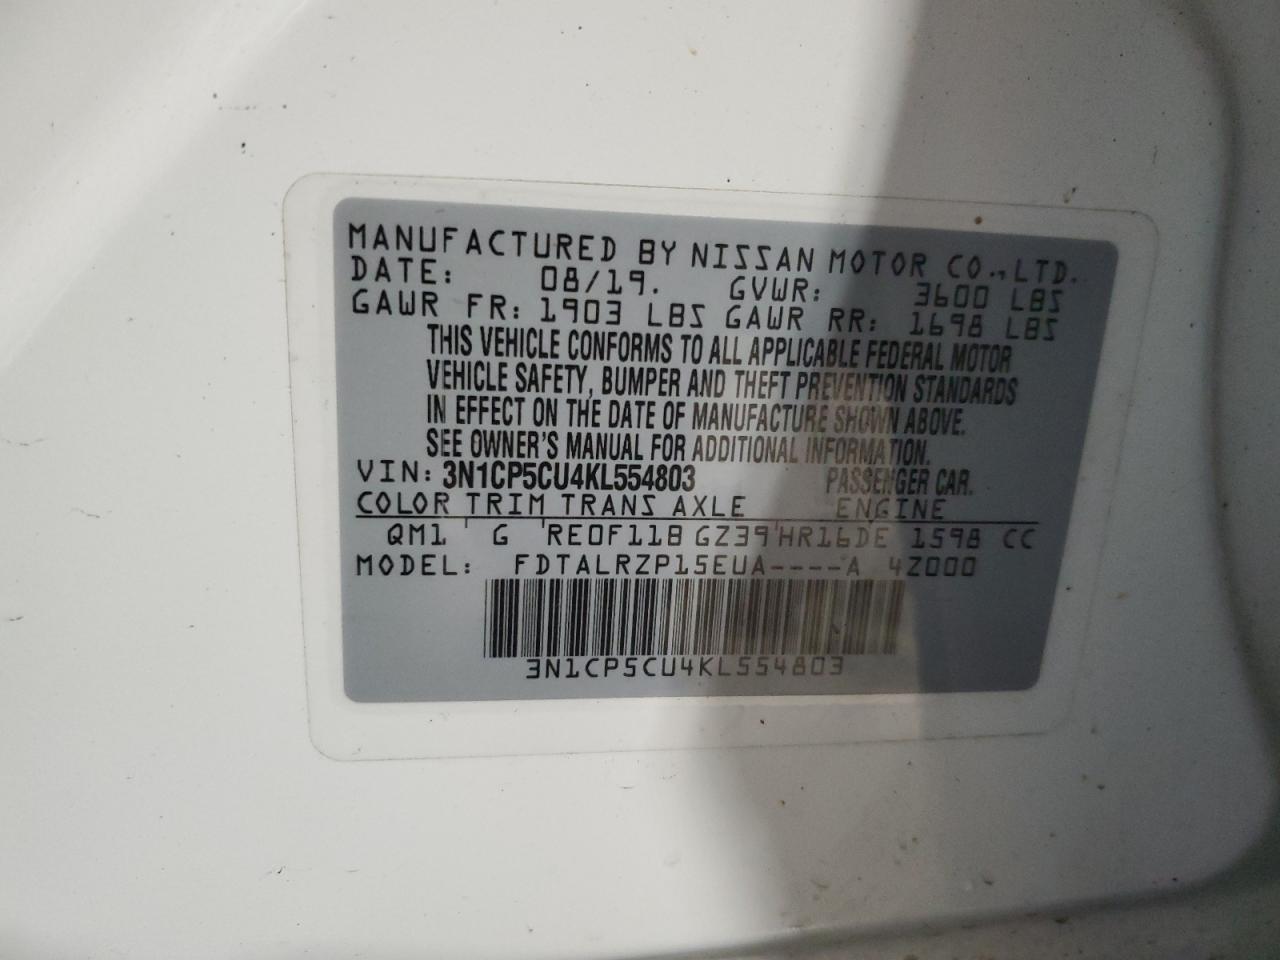 MANUFACTURED BY NISSAN MOTOR CO., LTD.
DATE: 08/19. GVWR: 3600 LBS
GAWR FR: 1903 LBS GAWR RR: 1698 LBS
THIS VEHICLE CONFORMS TO ALL APPLICABLE FEDERAL MOTOR
VEHICLE SAFETY, BUMPER AND THEFT PREVENTION STANDARDS
IN EFFECT ON THE DATE OF MANUFACTURE SHOWN ABOVE.
SEE OWNER'S MANUAL FOR ADDITIONAL INFORMATION.
VIN: 3N1CP5CU4KL554803 PASSENGER CAR.
COLOR TRIM TRANS AXLE ENGINE
QM1 ' G ' RE0F11B GZ39 ' HR16DE 1598 CC
MODEL: FDTALRZP15EUA----A 4Z000
3N1CP5CU4KL554803